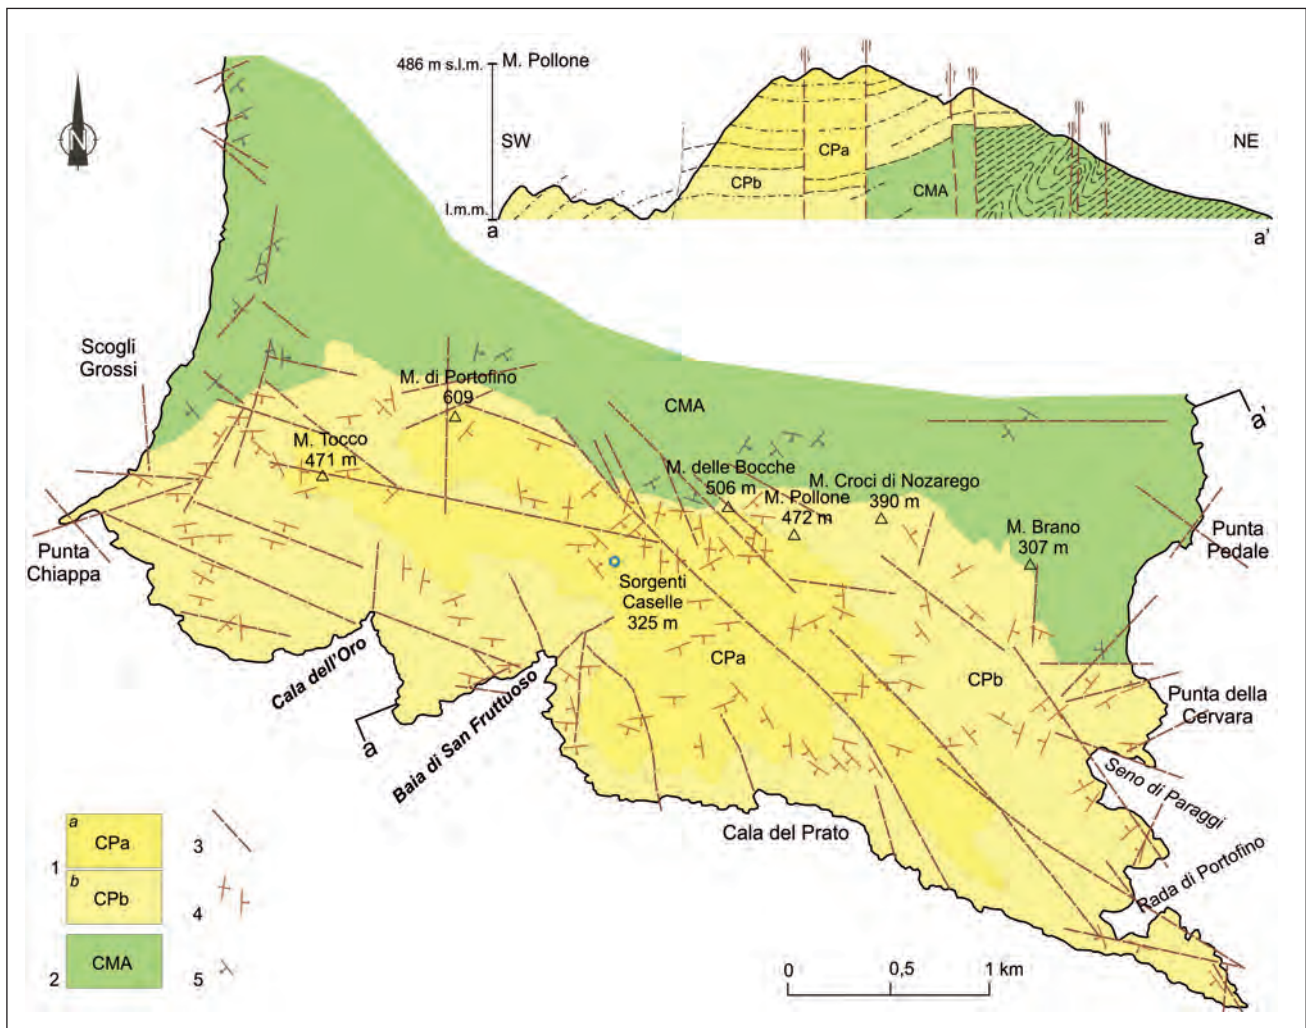 486 m s.l.m.
M. Pollone
SW
NE
CPa
CPb
CMA
l.m.m.
a
a'
N
Scogli
Grossi
M. di Portofino
609
CMA
a'
M. Tocco
471 m
M. delle Bocche
506 m
M. Croci di Nozarego
390 m
M. Pollone
472 m
M. Brano
307 m
Punta
Pedale
Punta
Chiappa
Sorgenti
Caselle
325 m
CPa
CPb
Cala dell'Oro
Baia di San Fruttuoso
a
Punta della
Cervara
Seno di Paraggi
Cala del Prato
Rada di Portofino
a
CPa
1
b
CPb
2
CMA
3
4
5
0 0,5 1 km